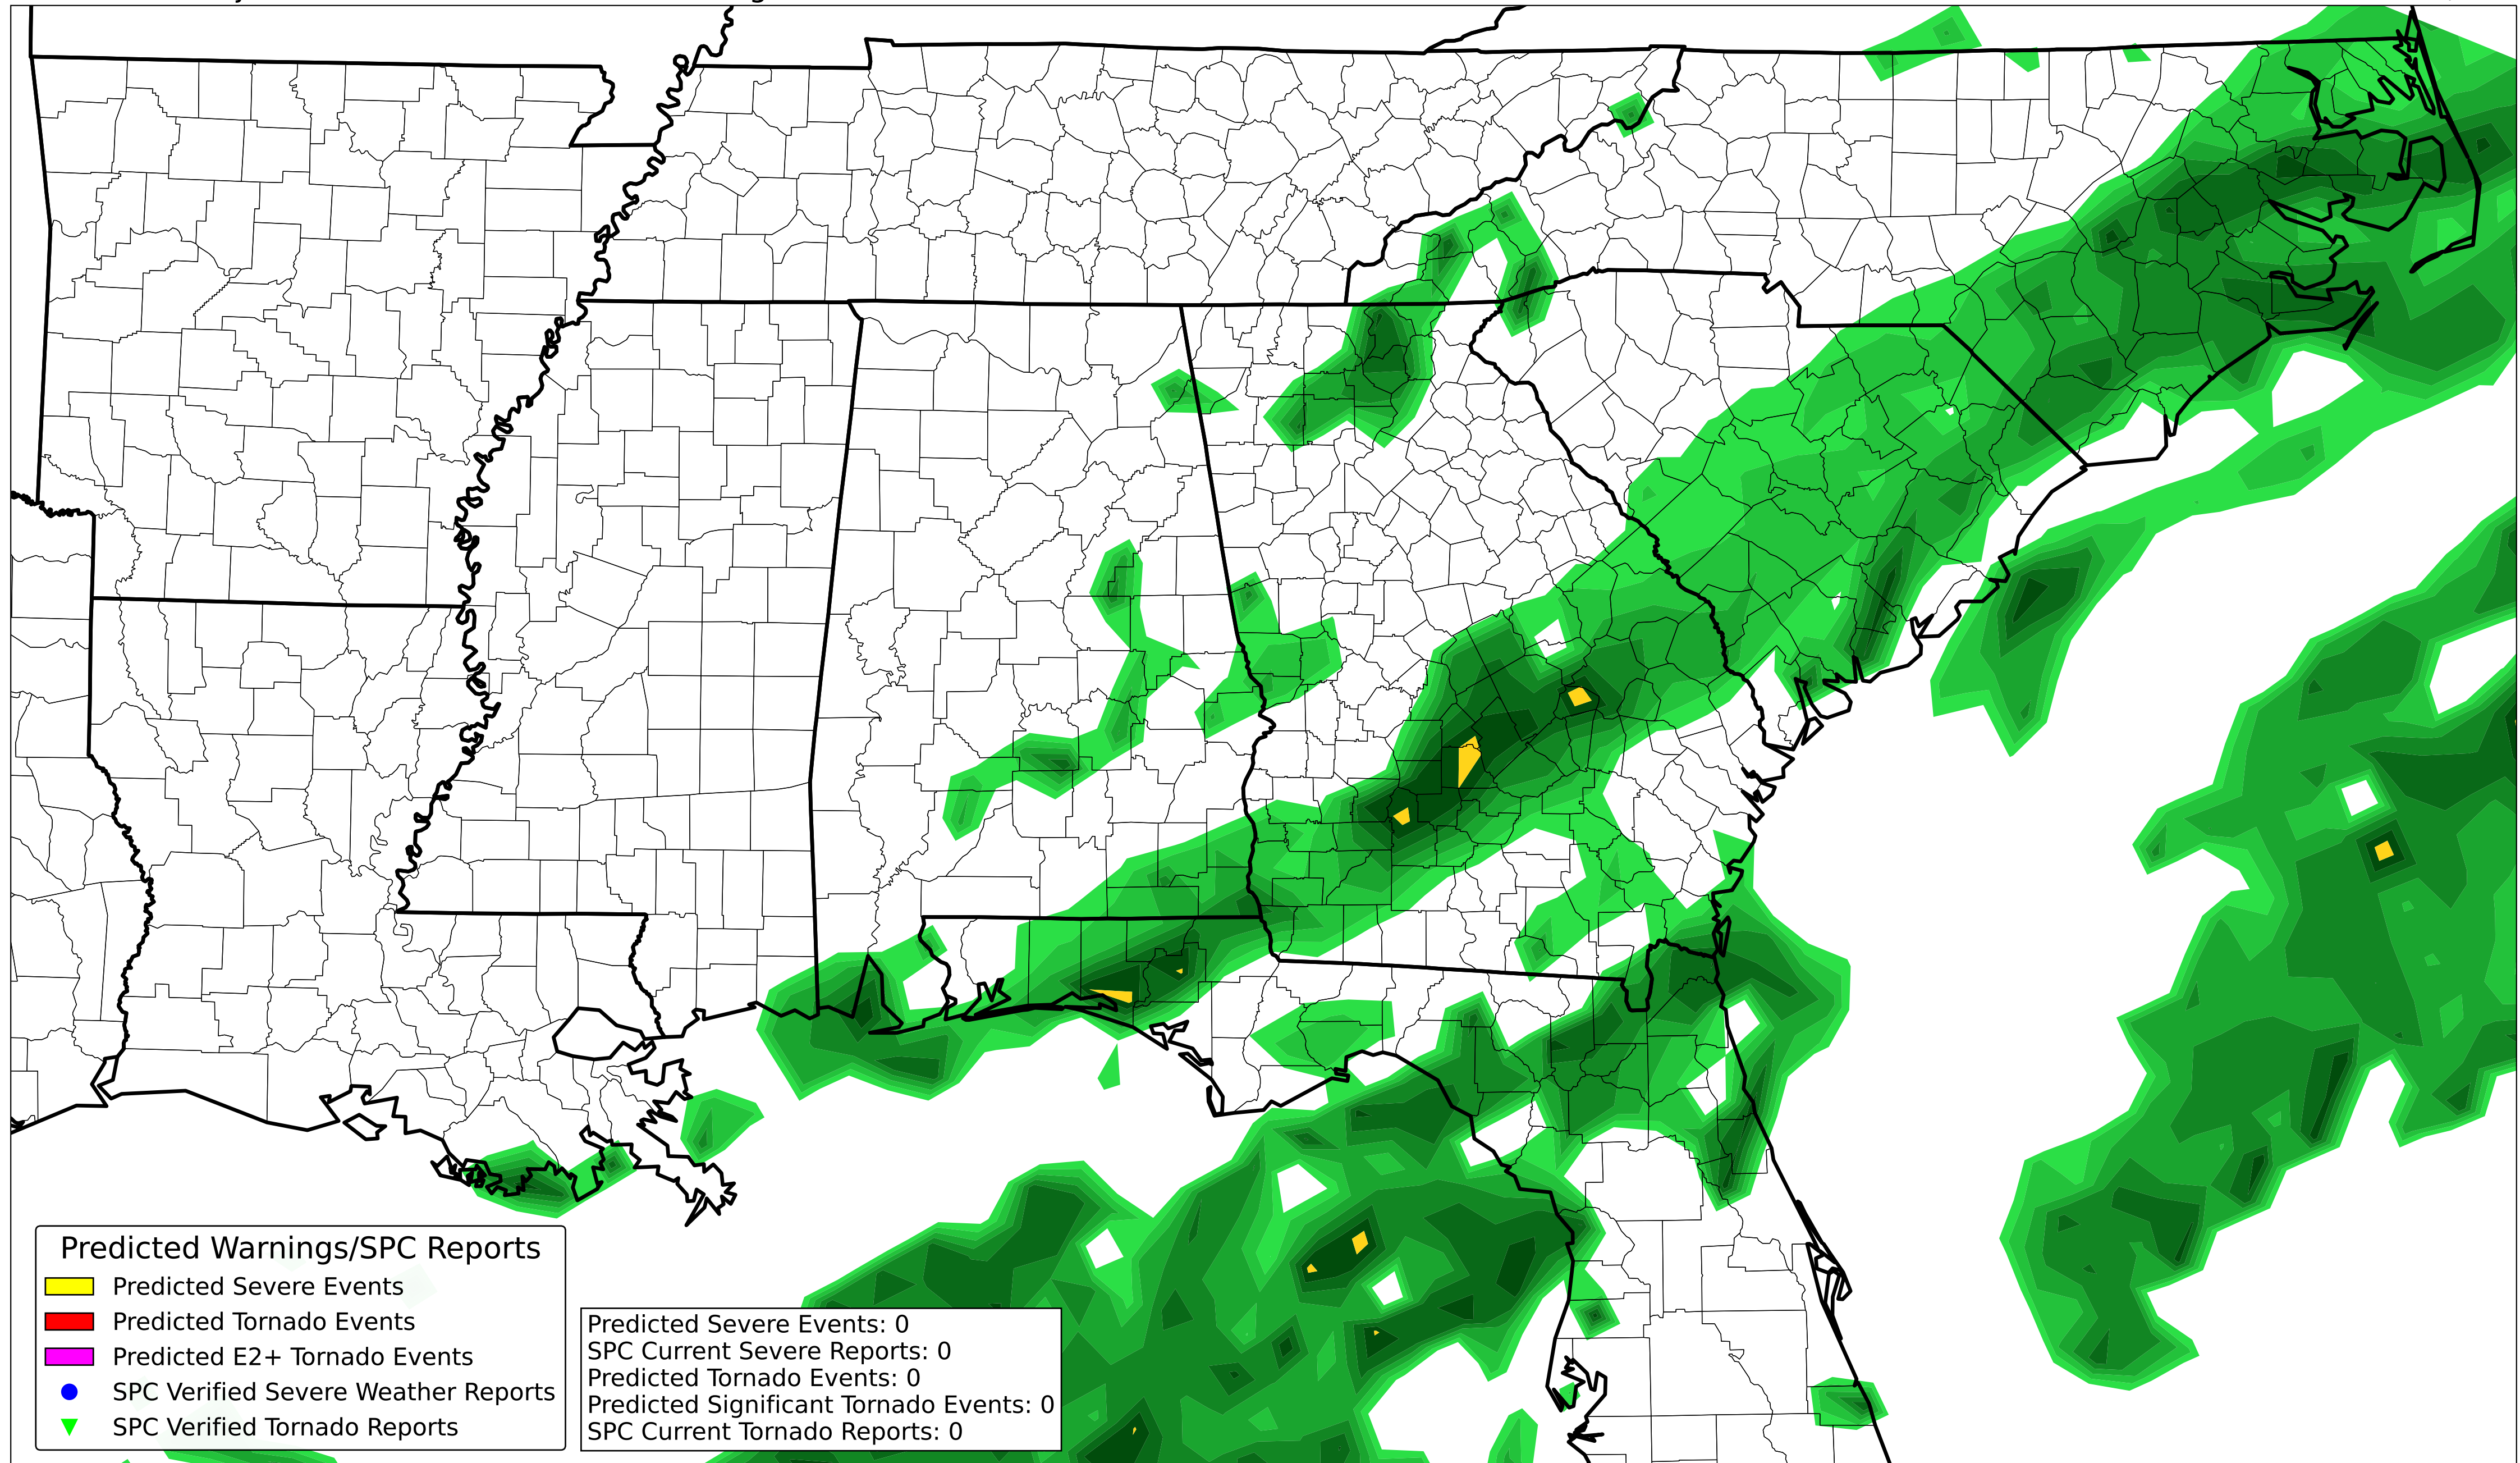 Predicted Warnings/SPC Reports
Predicted Severe Events
Predicted Tornado Events
Predicted E2+ Tornado Events
SPC Verified Severe Weather Reports
SPC Verified Tornado Reports
Predicted Severe Events: 0
SPC Current Severe Reports: 0
Predicted Tornado Events: 0
Predicted Significant Tornado Events: 0
SPC Current Tornado Reports: 0